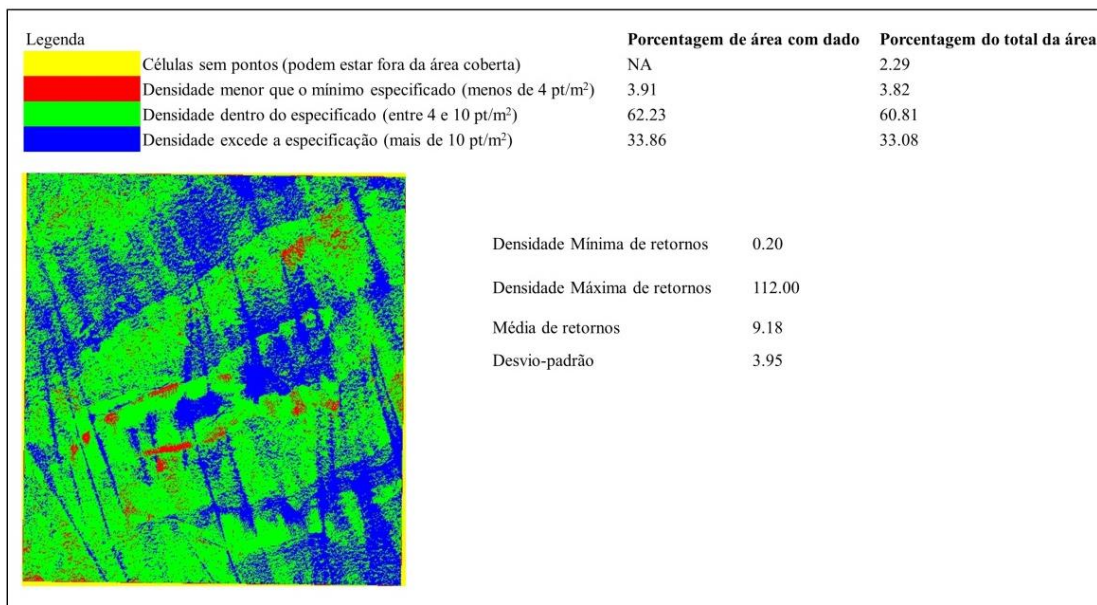 Legenda Porcentagem de área com dado Porcentagem do total da área
Células sem pontos (podem estar fora da área coberta) NA 2.29
Densidade menor que o mínimo especificado (menos de 4 pt/m²) 3.91 3.82
Densidade dentro do especificado (entre 4 e 10 pt/m²) 62.23 60.81
Densidade excede a especificação (mais de 10 pt/m²) 33.86 33.08
Densidade Mínima de retornos 0.20
Densidade Máxima de retornos 112.00
Média de retornos 9.18
Desvio-padrão 3.95